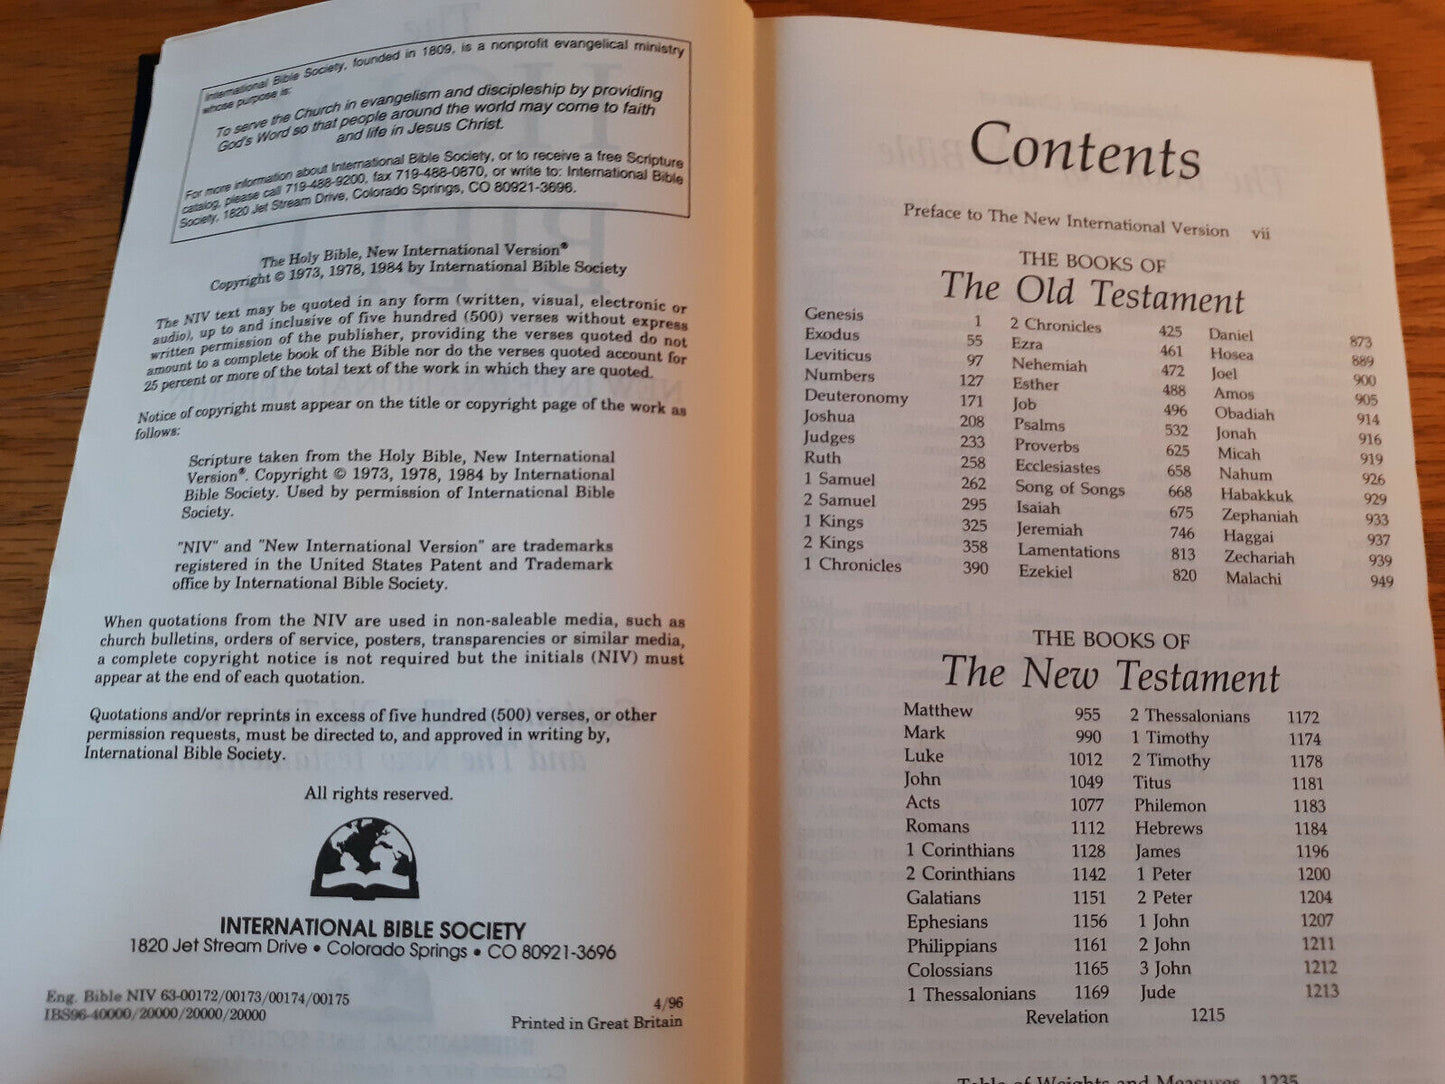 International Bible Society, founded in 1809, is a nonprofit evangelical ministry
whose purpose is:
To serve the Church in evangelism and discipleship by providing
God's Word so that people around the world may come to faith
and life in Jesus Christ.
For more information about International Bible Society, or to receive a free Scripture
catalog, please call 719-488-9200, fax 719-488-0870, or write to: International Bible
Society, 1820 Jet Stream Drive, Colorado Springs, CO 80921-3696.
The Holy Bible, New International Version®
Copyright © 1973, 1978, 1984 by International Bible Society
The NIV text may be quoted in any form (written, visual, electronic or
audio), up to and inclusive of five hundred (500) verses without express
written permission of the publisher, providing the verses quoted do not
amount to a complete book of the Bible nor do the verses quoted account for
25 percent or more of the total text of the work in which they are quoted.
Notice of copyright must appear on the title or copyright page of the work as
follows:
Scripture taken from the Holy Bible, New International
Version®. Copyright © 1973, 1978, 1984 by International
Bible Society. Used by permission of International Bible
Society.
"NIV" and "New International Version" are trademarks
registered in the United States Patent and Trademark
office by International Bible Society.
When quotations from the NIV are used in non-saleable media, such as
church bulletins, orders of service, posters, transparencies or similar media,
a complete copyright notice is not required but the initials (NIV) must
appear at the end of each quotation.
Quotations and/or reprints in excess of five hundred (500) verses, or other
permission requests, must be directed to, and approved in writing by,
International Bible Society.
All rights reserved.
INTERNATIONAL BIBLE SOCIETY
1820 Jet Stream Drive • Colorado Springs • CO 80921-3696
Eng. Bible NIV 63-00172/00173/00174/00175
IBS96-40000/20000/20000/20000
4/96
Printed in Great Britain
Contents
Preface to The New International Version vii
THE BOOKS OF
The Old Testament
Genesis 1
Exodus 55
Leviticus 97
Numbers 127
Deuteronomy 171
Joshua 208
Judges 233
Ruth 258
1 Samuel 262
2 Samuel 295
1 Kings 325
2 Kings 358
1 Chronicles 390
2 Chronicles 425
Ezra 461
Nehemiah 472
Esther 488
Job 496
Psalms 532
Proverbs 625
Ecclesiastes 658
Song of Songs 668
Isaiah 675
Jeremiah 746
Lamentations 813
Ezekiel 820
Daniel 873
Hosea 889
Joel 900
Amos 905
Obadiah 914
Jonah 916
Micah 919
Nahum 926
Habakkuk 929
Zephaniah 933
Haggai 937
Zechariah 939
Malachi 949
THE BOOKS OF
The New Testament
Matthew 955
Mark 990
Luke 1012
John 1049
Acts 1077
Romans 1112
1 Corinthians 1128
2 Corinthians 1142
Galatians 1151
Ephesians 1156
Philippians 1161
Colossians 1165
1 Thessalonians 1169
2 Thessalonians 1172
1 Timothy 1174
2 Timothy 1178
Titus 1181
Philemon 1183
Hebrews 1184
James 1196
1 Peter 1200
2 Peter 1204
1 John 1207
2 John 1211
3 John 1212
Jude 1213
Revelation 1215
Table of Weights and Measures 1235